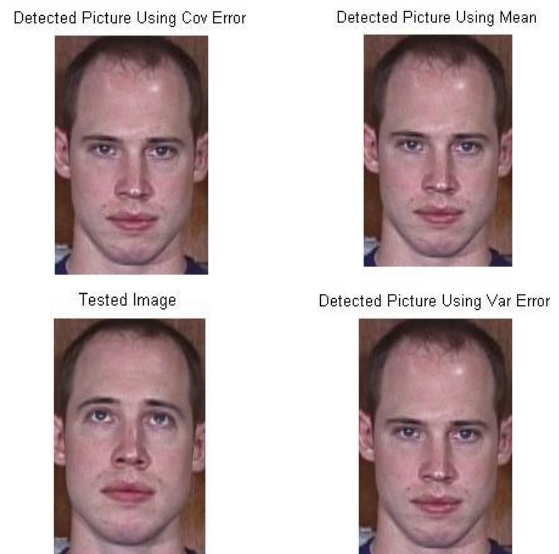 Detected Picture Using Cov Error
Detected Picture Using Mean
Tested Image
Detected Picture Using Var Error